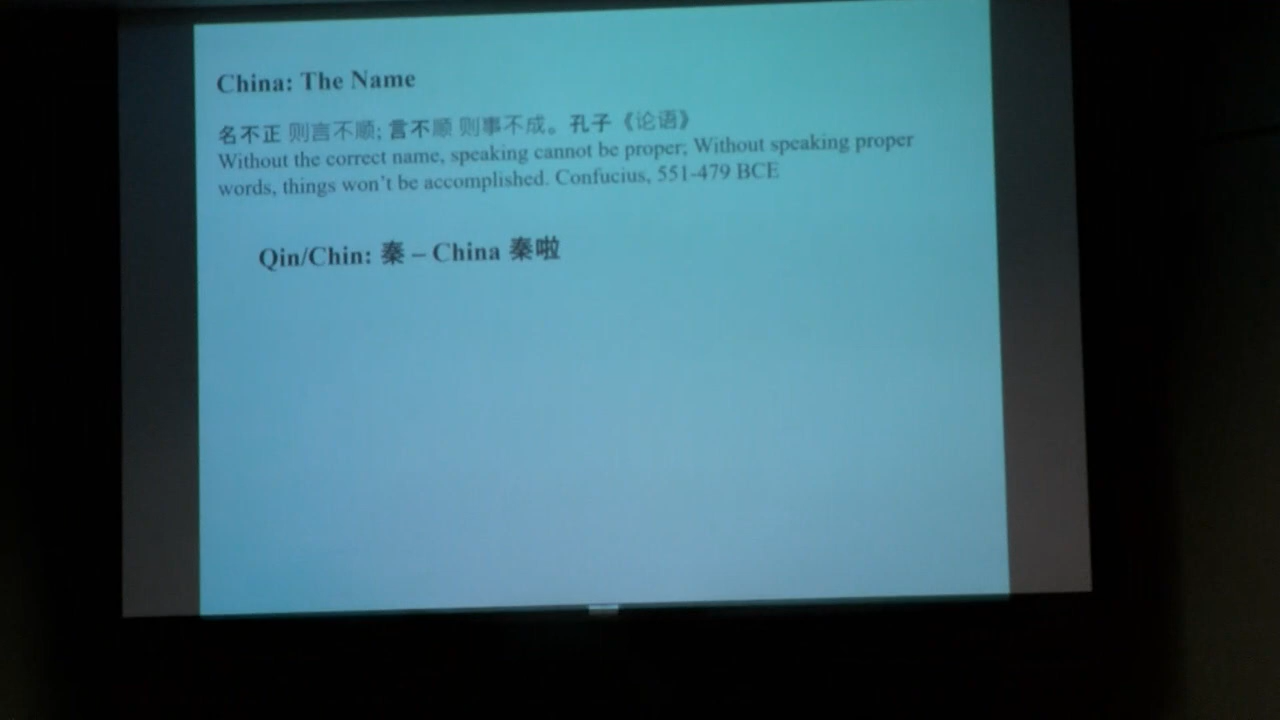 China: The Name
名不正 则言不顺; 言不顺 则事不成。孔子《论语》
Without the correct name, speaking cannot be proper; Without speaking proper
words, things won't be accomplished. Confucius, 551-479 BCE
Qin/Chin: 秦 – China 秦啦